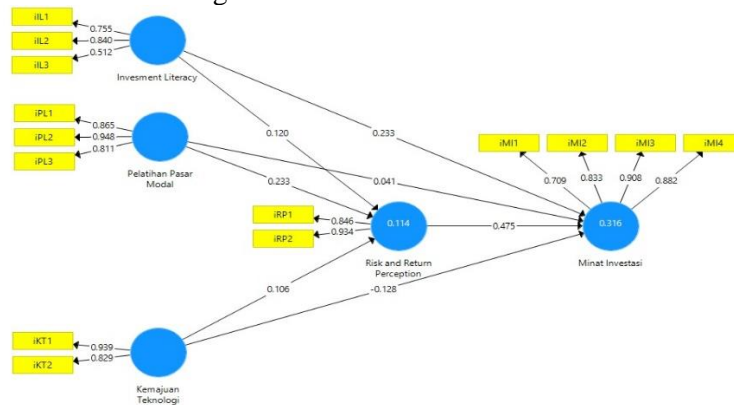 iIL1
iIL2
iIL3
0.755
0.840
0.512
Invesment Literacy
iPL1
iPL2
iPL3
0.865
0.948
0.811
Pelatihan Pasar
Modal
0.120
0.233
0.233
0.041
iMI1
iMI2
iMI3
iMI4
0.709
0.833
0.908
0.882
iRP1
iRP2
0.846
0.934
0.114
Risk and Return
Perception
0.475
0.316
Minat Investasi
0.106
-0.128
iKT1
iKT2
0.939
0.829
Kemajuan
Teknologi